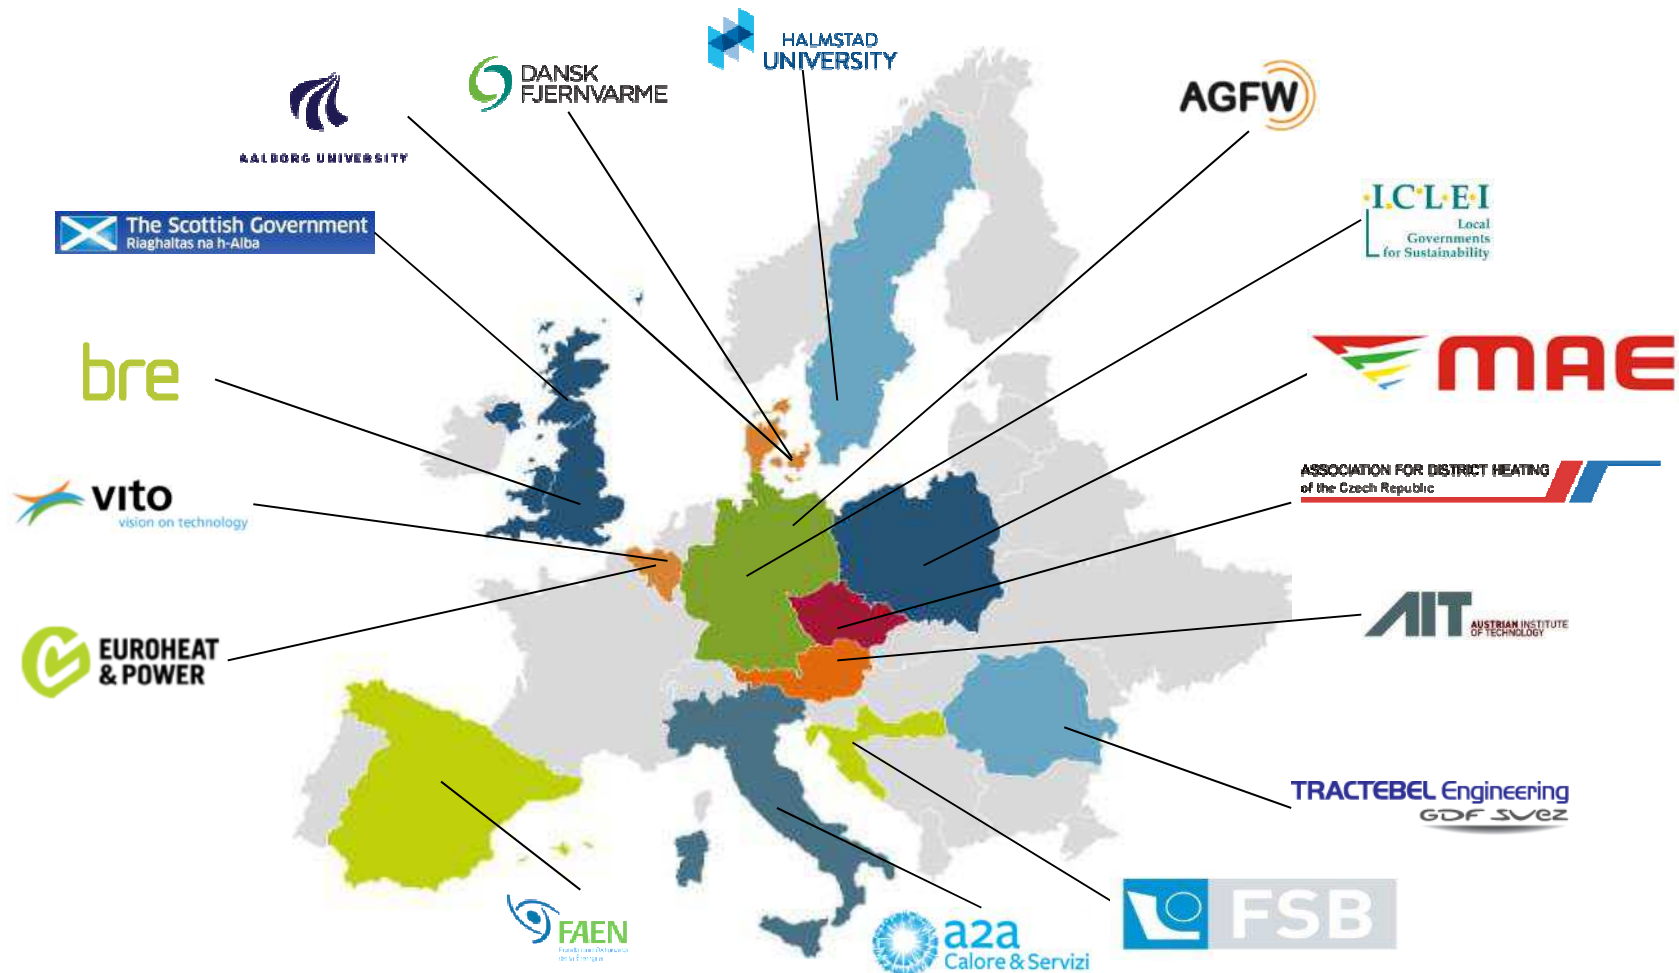 HALMSTAD
UNIVERSITY
DANSK
FJERNVARME
AGFW
AALBORG UNIVERSITY
I.C.L.E.I
Local
Governments
for Sustainability
The Scottish Government
Riaghaltas na h-Alba
bre
MAE
ASSOCIATION FOR DISTRICT HEATING
of the Czech Republic
vito
vision on technology
AIT
AUSTRIAN INSTITUTE
OF TECHNOLOGY
EUROHEAT
& POWER
TRACTEBEL Engineering
GDF SUEZ
FSB
FAEN
a2a
Calore & Servizi